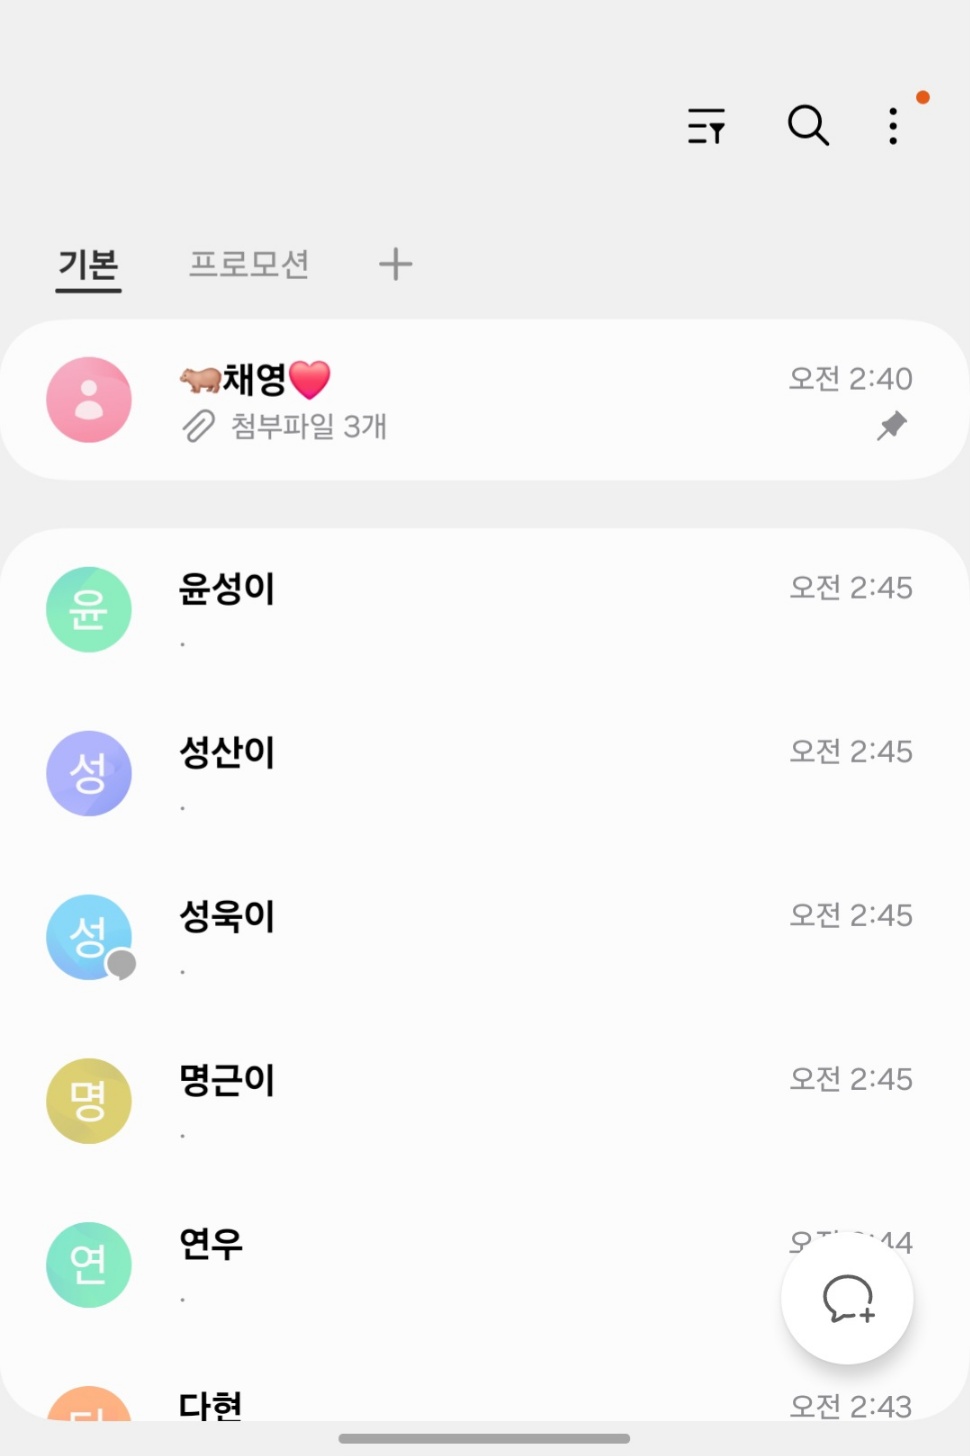 기본 프로모션
채영
오전 2:40
첨부파일 3개
윤
윤성이
오전 2:45
.
성
성산이
오전 2:45
.
성
성욱이
오전 2:45
.
명
명근이
오전 2:45
.
연
연우
.
다현
오전 2:43